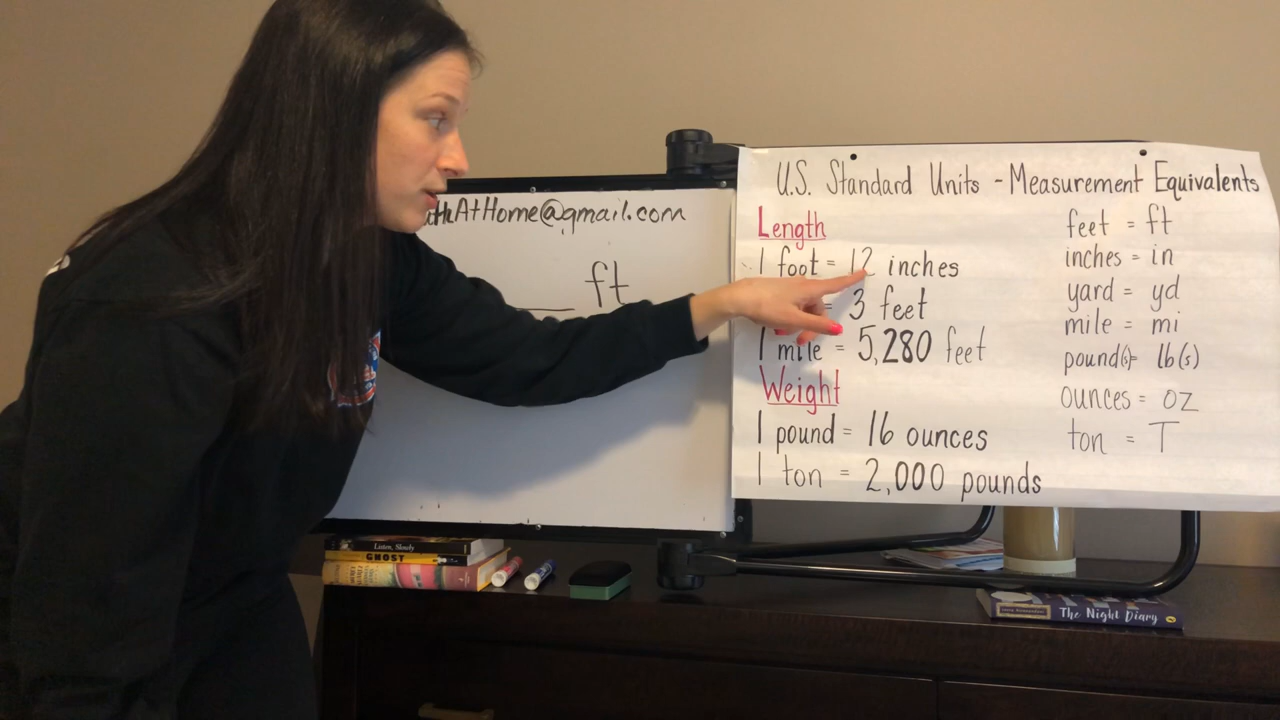 AtHome@gmail.com
ft
U.S. Standard Units - Measurement Equivalents
Length
1 foot = 12 inches
= 3 feet
1 mile = 5,280 feet
Weight
1 pound = 16 ounces
1 ton = 2,000 pounds
feet = ft
inches = in
yard = yd
mile = mi
pound(s)= lb(s)
ounces = oz
ton = T
Listen, Slowly
GHOST
The Night Diary